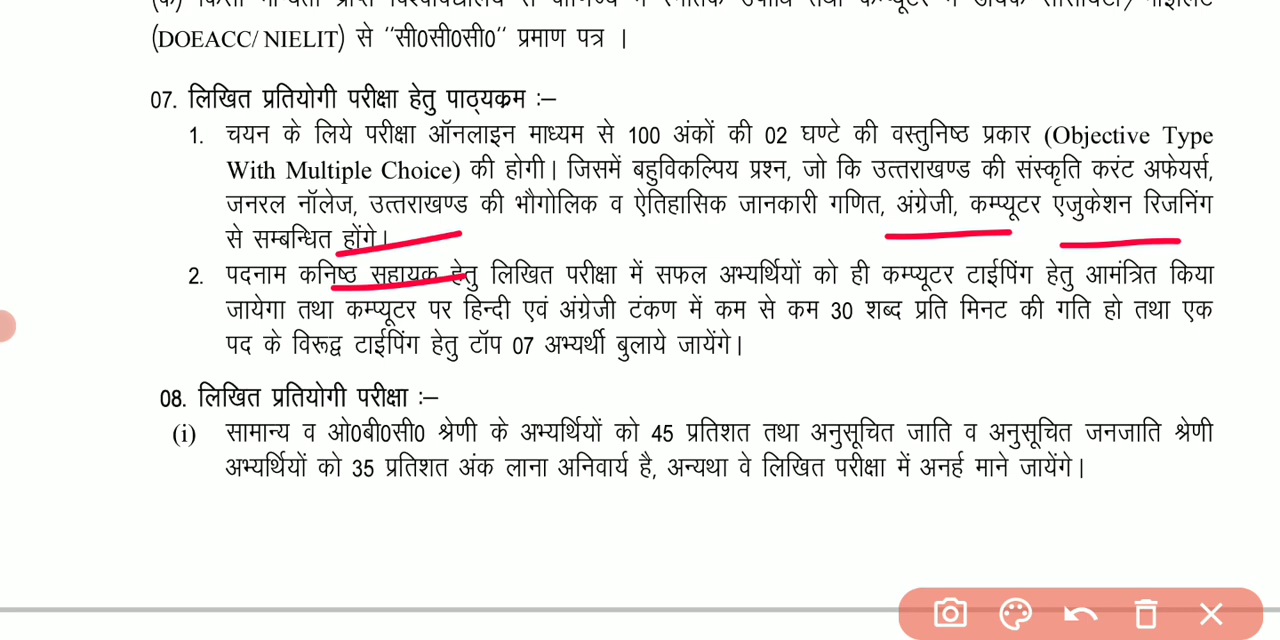 (DOEACC/ NIELIT) से "सी0सी0सी0" प्रमाण पत्र ।
07. लिखित प्रतियोगी परीक्षा हेतु पाठ्यक्रम :–
1. चयन के लिये परीक्षा ऑनलाइन माध्यम से 100 अंकों की 02 घण्टे की वस्तुनिष्ठ प्रकार (Objective Type
With Multiple Choice) की होगी। जिसमें बहुविकल्पिय प्रश्न, जो कि उत्तराखण्ड की संस्कृति करंट अफेयर्स,
जनरल नॉलेज, उत्तराखण्ड की भौगोलिक व ऐतिहासिक जानकारी गणित, अंग्रेजी, कम्प्यूटर एजुकेशन रिजनिंग
से सम्बन्धित होंगे।
2. पदनाम कनिष्ठ सहायक हेतु लिखित परीक्षा में सफल अभ्यर्थियों को ही कम्प्यूटर टाईपिंग हेतु आमंत्रित किया
जायेगा तथा कम्प्यूटर पर हिन्दी एवं अंग्रेजी टंकण में कम से कम 30 शब्द प्रति मिनट की गति हो तथा एक
पद के विरूद्व टाईपिंग हेतु टॉप 07 अभ्यर्थी बुलाये जायेंगे।
08. लिखित प्रतियोगी परीक्षा :–
(i) सामान्य व ओ0बी0सी0 श्रेणी के अभ्यर्थियों को 45 प्रतिशत तथा अनुसूचित जाति व अनुसूचित जनजाति श्रेणी
अभ्यर्थियों को 35 प्रतिशत अंक लाना अनिवार्य है, अन्यथा वे लिखित परीक्षा में अनर्ह माने जायेंगे।